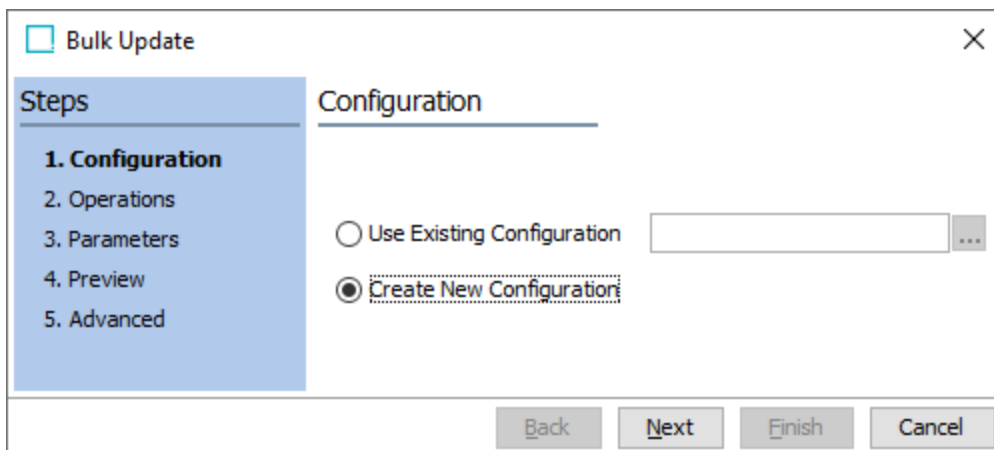 Bulk Update
Steps
1. Configuration
2. Operations
3. Parameters
4. Preview
5. Advanced
Configuration
Use Existing Configuration ...
Create New Configuration
Back Next Finish Cancel